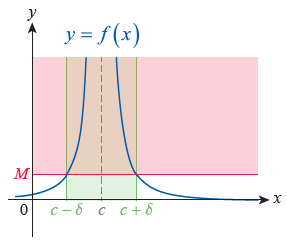 y
y = f(x)
M
x
0
c − δ
c
c + δ